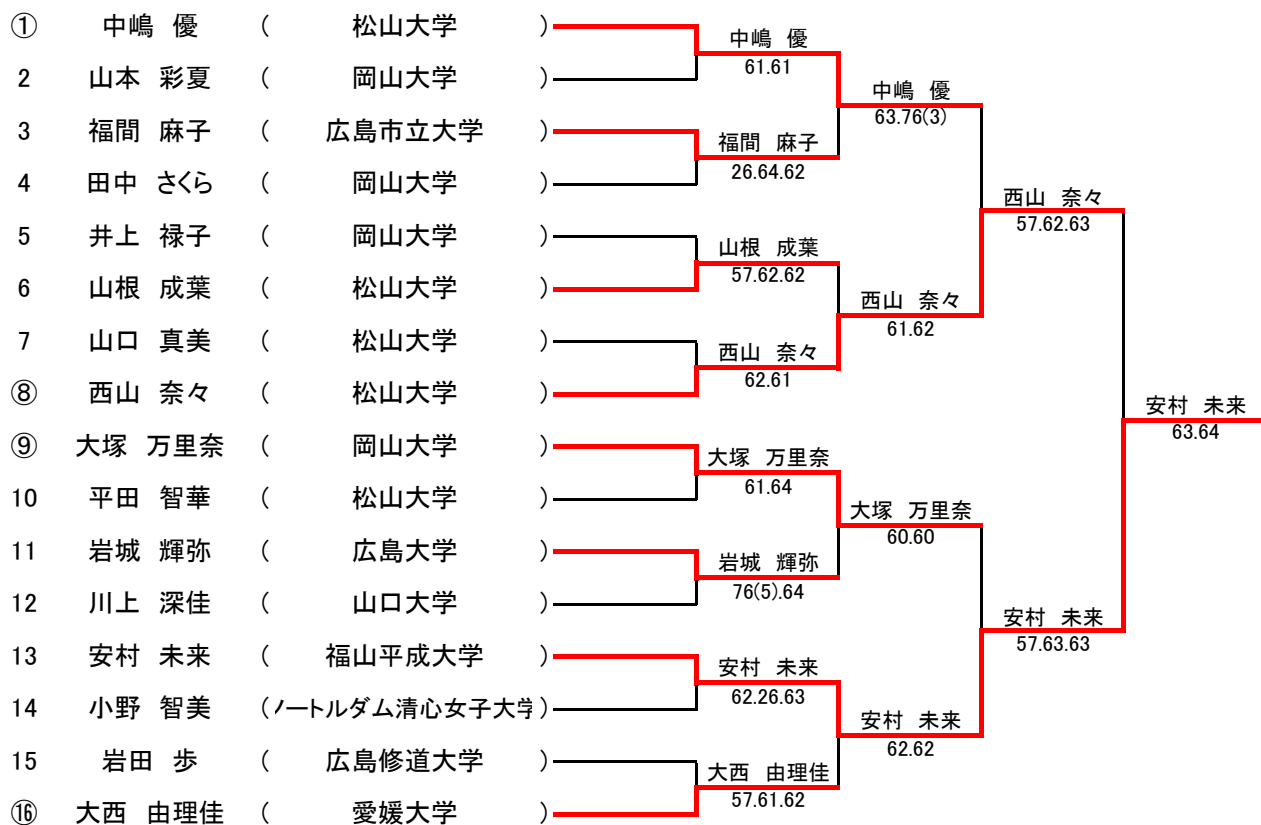 ① 中嶋 優 ( 松山大学 )
2 山本 彩夏 ( 岡山大学 )
3 福間 麻子 ( 広島市立大学 )
4 田中 さくら ( 岡山大学 )
5 井上 禄子 ( 岡山大学 )
6 山根 成葉 ( 松山大学 )
7 山口 真美 ( 松山大学 )
⑧ 西山 奈々 ( 松山大学 )
⑨ 大塚 万里奈 ( 岡山大学 )
10 平田 智華 ( 松山大学 )
11 岩城 輝弥 ( 広島大学 )
12 川上 深佳 ( 山口大学 )
13 安村 未来 ( 福山平成大学 )
14 小野 智美 (ノートルダム清心女子大学)
15 岩田 歩 ( 広島修道大学 )
⑯ 大西 由理佳 ( 愛媛大学 )
中嶋 優
61.61
福間 麻子
26.64.62
山根 成葉
57.62.62
西山 奈々
62.61
大塚 万里奈
61.64
岩城 輝弥
76(5).64
安村 未来
62.26.63
大西 由理佳
57.61.62
中嶋 優
63.76(3)
西山 奈々
61.62
大塚 万里奈
60.60
安村 未来
62.62
西山 奈々
57.62.63
安村 未来
57.63.63
安村 未来
63.64